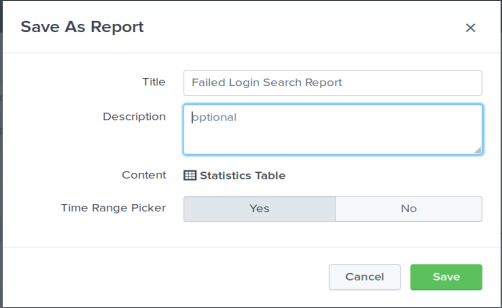 Save As Report
Title Failed Login Search Report
Description optional
Content Statistics Table
Time Range Picker Yes No
Cancel Save